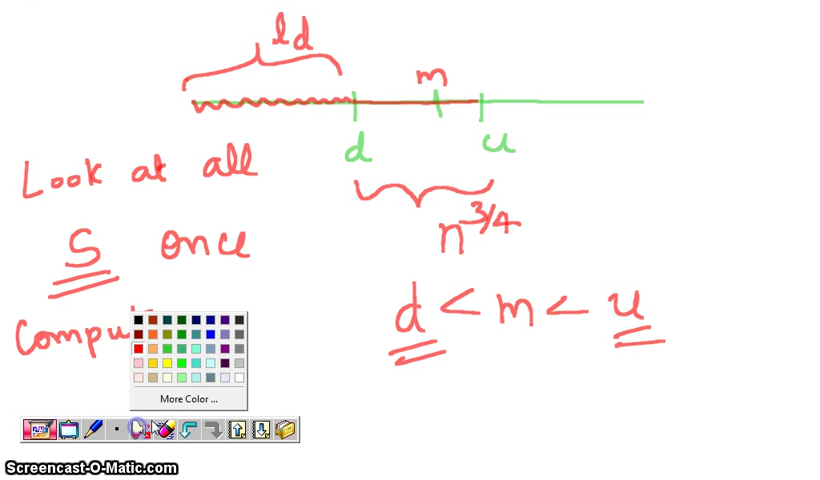 ld
m
d u
Look at all
n^3/4
S once
d < m < u
More Color ...
Screencast-O-Matic.com